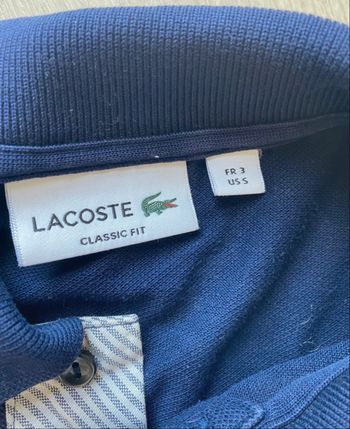 LACOSTE
CLASSIC FIT
FR 3
US S